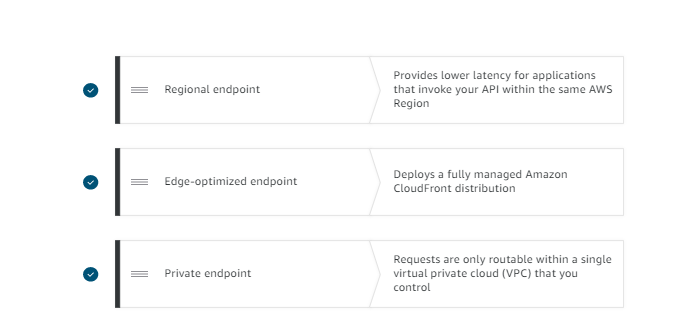 Regional endpoint
Provides lower latency for applications
that invoke your API within the same AWS
Region
Edge-optimized endpoint
Deploys a fully managed Amazon
CloudFront distribution
Private endpoint
Requests are only routable within a single
virtual private cloud (VPC) that you
control